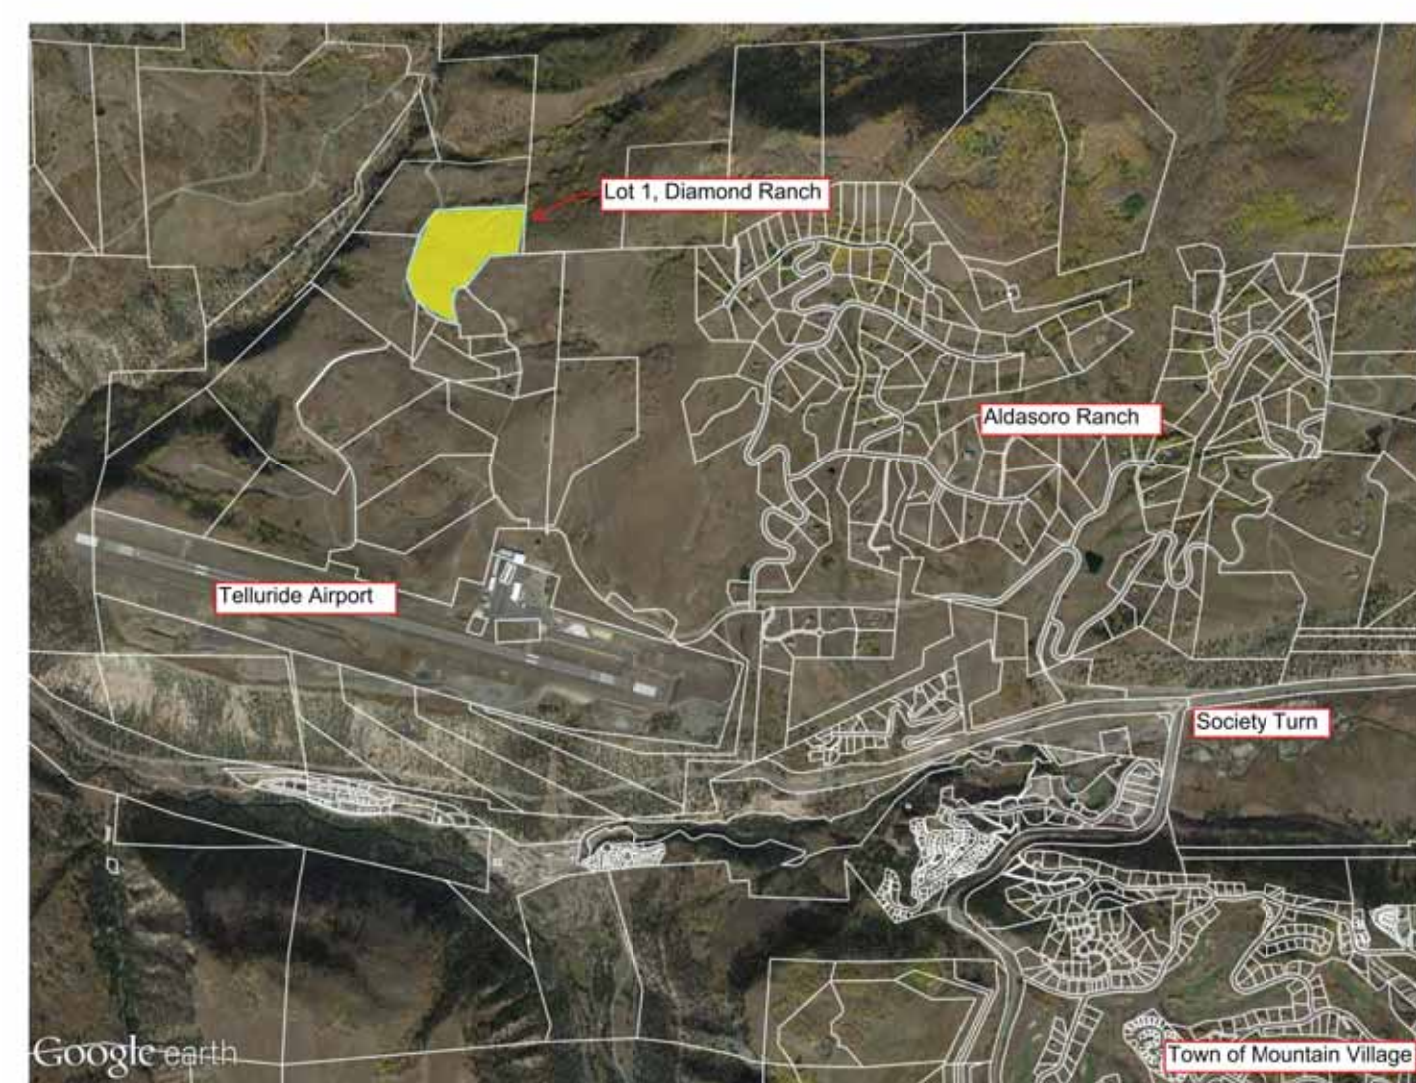 Lot 1, Diamond Ranch
Aldasoro Ranch
Telluride Airport
Society Turn
Google earth
Town of Mountain Village